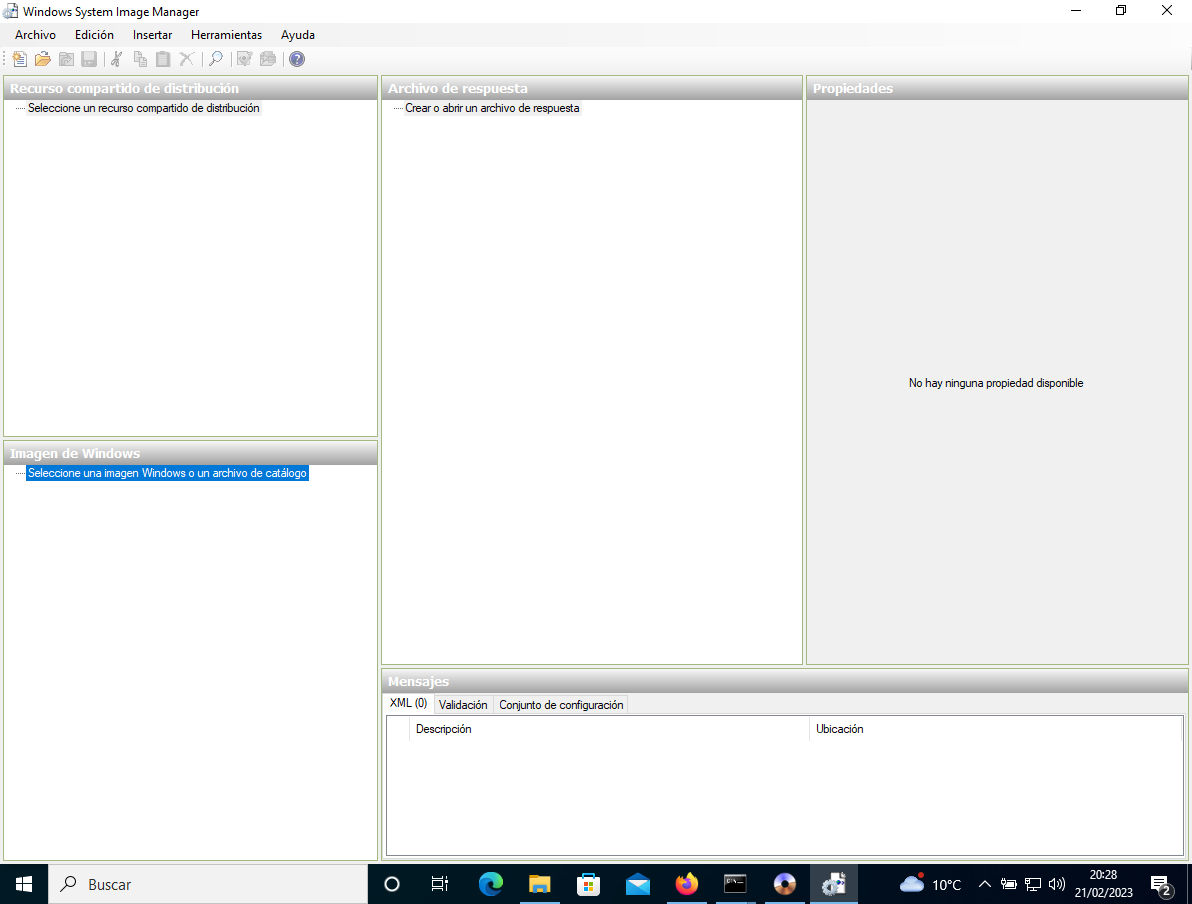 Windows System Image Manager
Archivo Edición Insertar Herramientas Ayuda
Recurso compartido de distribución
Seleccione un recurso compartido de distribución
Archivo de respuesta
Crear o abrir un archivo de respuesta
Propiedades
No hay ninguna propiedad disponible
Imagen de Windows
Seleccione una imagen Windows o un archivo de catálogo
Mensajes
XML (0) Validación Conjunto de configuración
Descripción Ubicación
Buscar
10°C
20:28
21/02/2023
2